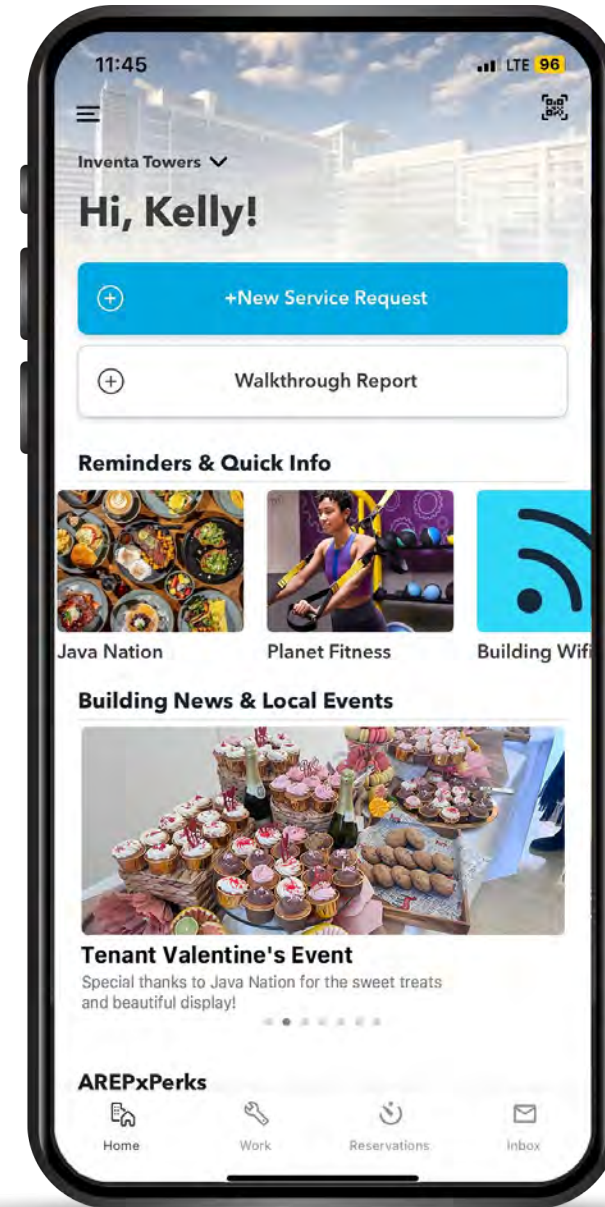 11:45
LTE 96
Inventa Towers
Hi, Kelly!
+New Service Request
Walkthrough Report
Reminders & Quick Info
Java Nation
Planet Fitness
Building Wifi
Building News & Local Events
Tenant Valentine's Event
Special thanks to Java Nation for the sweet treats
and beautiful display!
AREPxPerks
Home
Work
Reservations
Inbox